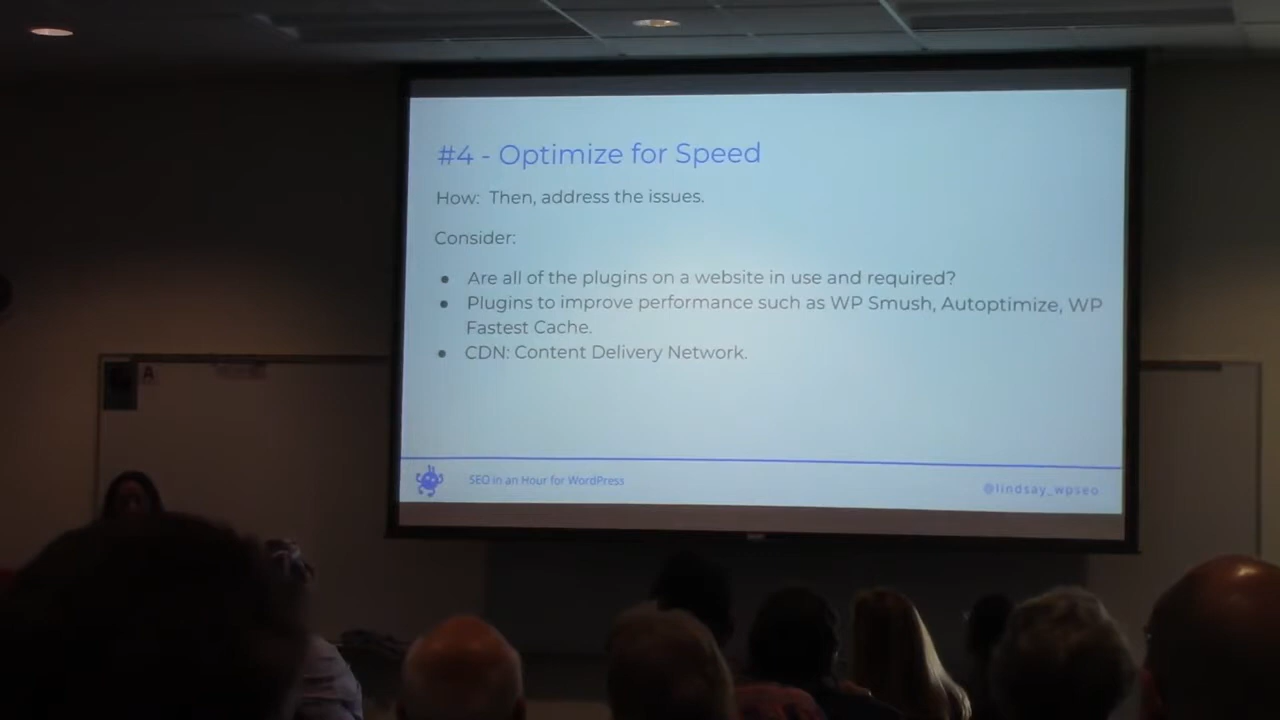 #4 - Optimize for Speed
How: Then, address the issues.
Consider:
● Are all of the plugins on a website in use and required?
● Plugins to improve performance such as WP Smush, Autoptimize, WP
Fastest Cache.
● CDN: Content Delivery Network.
A
SEO in an Hour for WordPress
@lindsay_wpseo